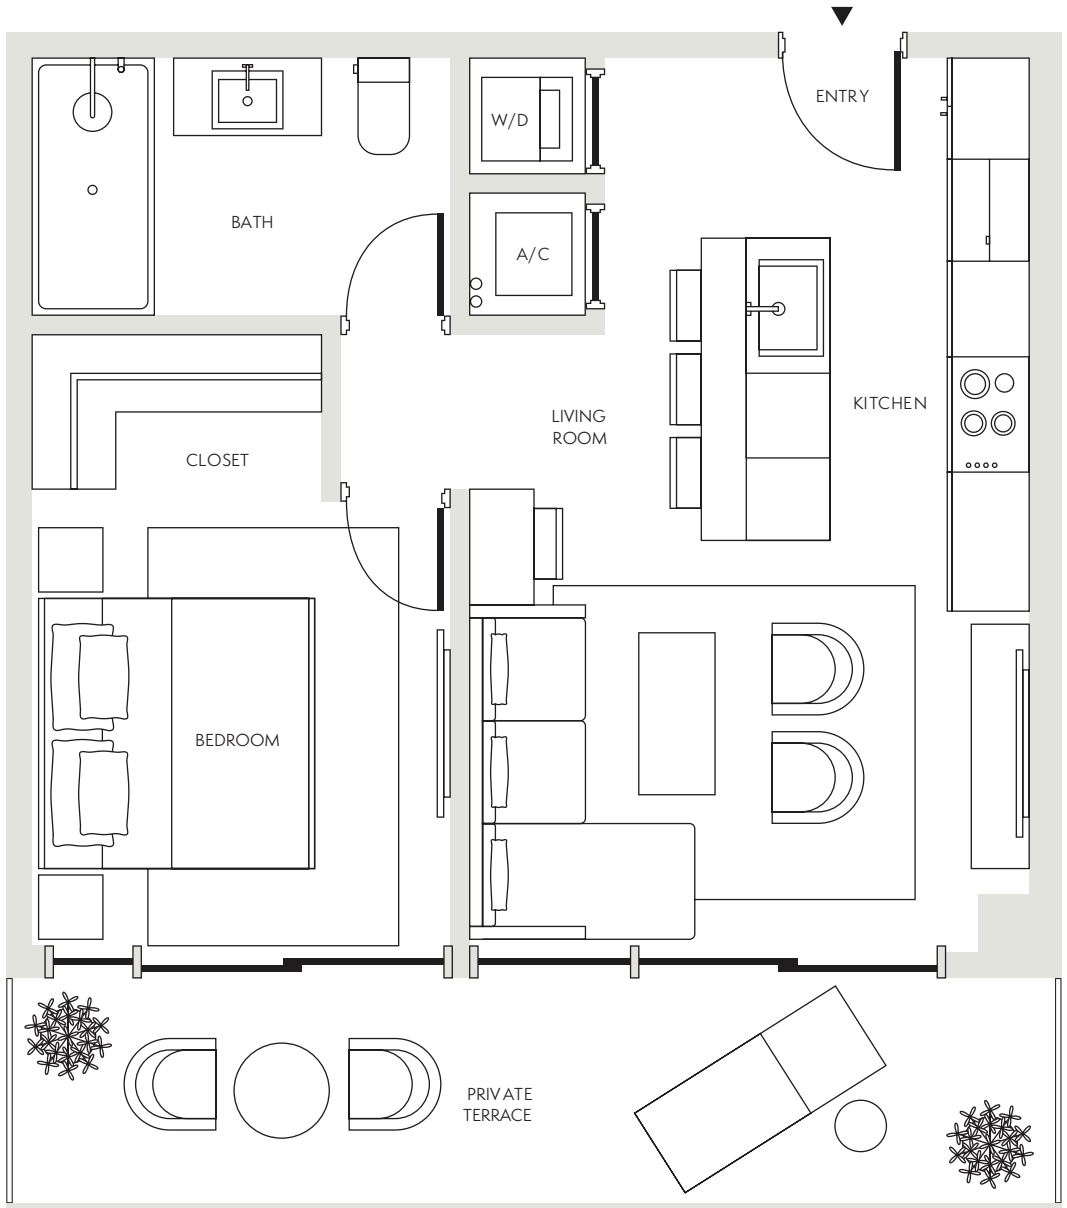 ENTRY
W/D
BATH
A/C
LIVING
ROOM
KITCHEN
CLOSET
BEDROOM
PRIVATE
TERRACE